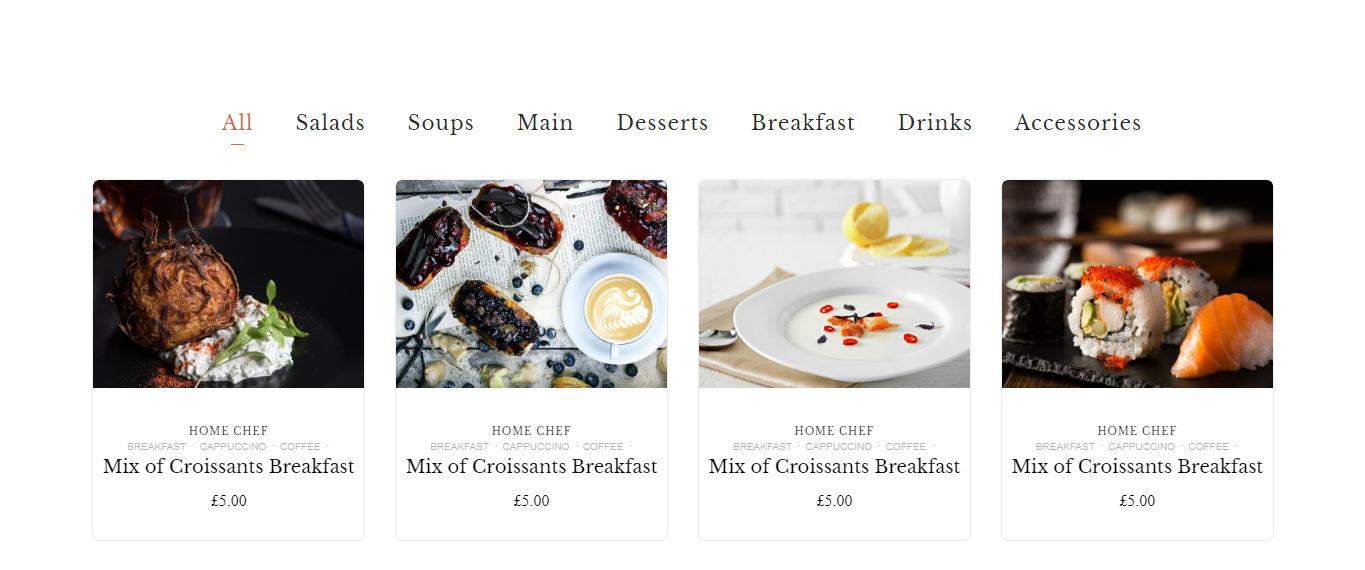 All Salads Soups Main Desserts Breakfast Drinks Accessories
HOME CHEF
BREAKFAST · CAPPUCCINO · COFFEE ·
Mix of Croissants Breakfast
£5.00
HOME CHEF
BREAKFAST · CAPPUCCINO · COFFEE ·
Mix of Croissants Breakfast
£5.00
HOME CHEF
BREAKFAST · CAPPUCCINO · COFFEE ·
Mix of Croissants Breakfast
£5.00
HOME CHEF
BREAKFAST · CAPPUCCINO · COFFEE ·
Mix of Croissants Breakfast
£5.00